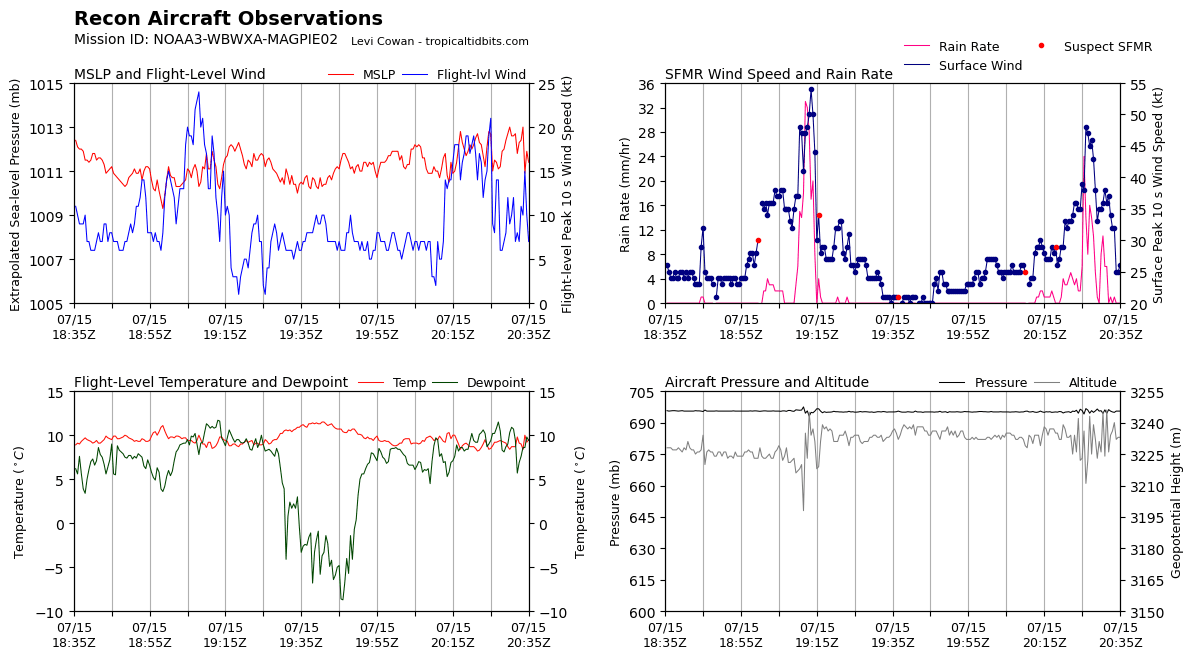 Recon Aircraft Observations
Mission ID: NOAA3-WBWXA-MAGPIE02 Levi Cowan - tropicaltidbits.com
MSLP and Flight-Level Wind
MSLP Flight-lvl Wind
Extrapolated Sea-level Pressure (mb)
1015
1013
1011
1009
1007
1005
25
20
15
10
5
0
Flight-level Peak 10 s Wind Speed (kt)
07/15 07/15 07/15 07/15 07/15 07/15 07/15
18:35Z 18:55Z 19:15Z 19:35Z 19:55Z 20:15Z 20:35Z
Rain Rate Suspect SFMR
Surface Wind
SFMR Wind Speed and Rain Rate
Rain Rate (mm/hr)
36
32
28
24
20
16
12
8
4
0
55
50
45
40
35
30
25
20
Surface Peak 10 s Wind Speed (kt)
07/15 07/15 07/15 07/15 07/15 07/15 07/15
18:35Z 18:55Z 19:15Z 19:35Z 19:55Z 20:15Z 20:35Z
Flight-Level Temperature and Dewpoint
Temp Dewpoint
Temperature (°C)
15
10
5
0
−5
−10
15
10
5
0
−5
−10
Temperature (°C)
07/15 07/15 07/15 07/15 07/15 07/15 07/15
18:35Z 18:55Z 19:15Z 19:35Z 19:55Z 20:15Z 20:35Z
Aircraft Pressure and Altitude
Pressure Altitude
Pressure (mb)
705
690
675
660
645
630
615
600
3255
3240
3225
3210
3195
3180
3165
3150
Geopotential Height (m)
07/15 07/15 07/15 07/15 07/15 07/15 07/15
18:35Z 18:55Z 19:15Z 19:35Z 19:55Z 20:15Z 20:35Z